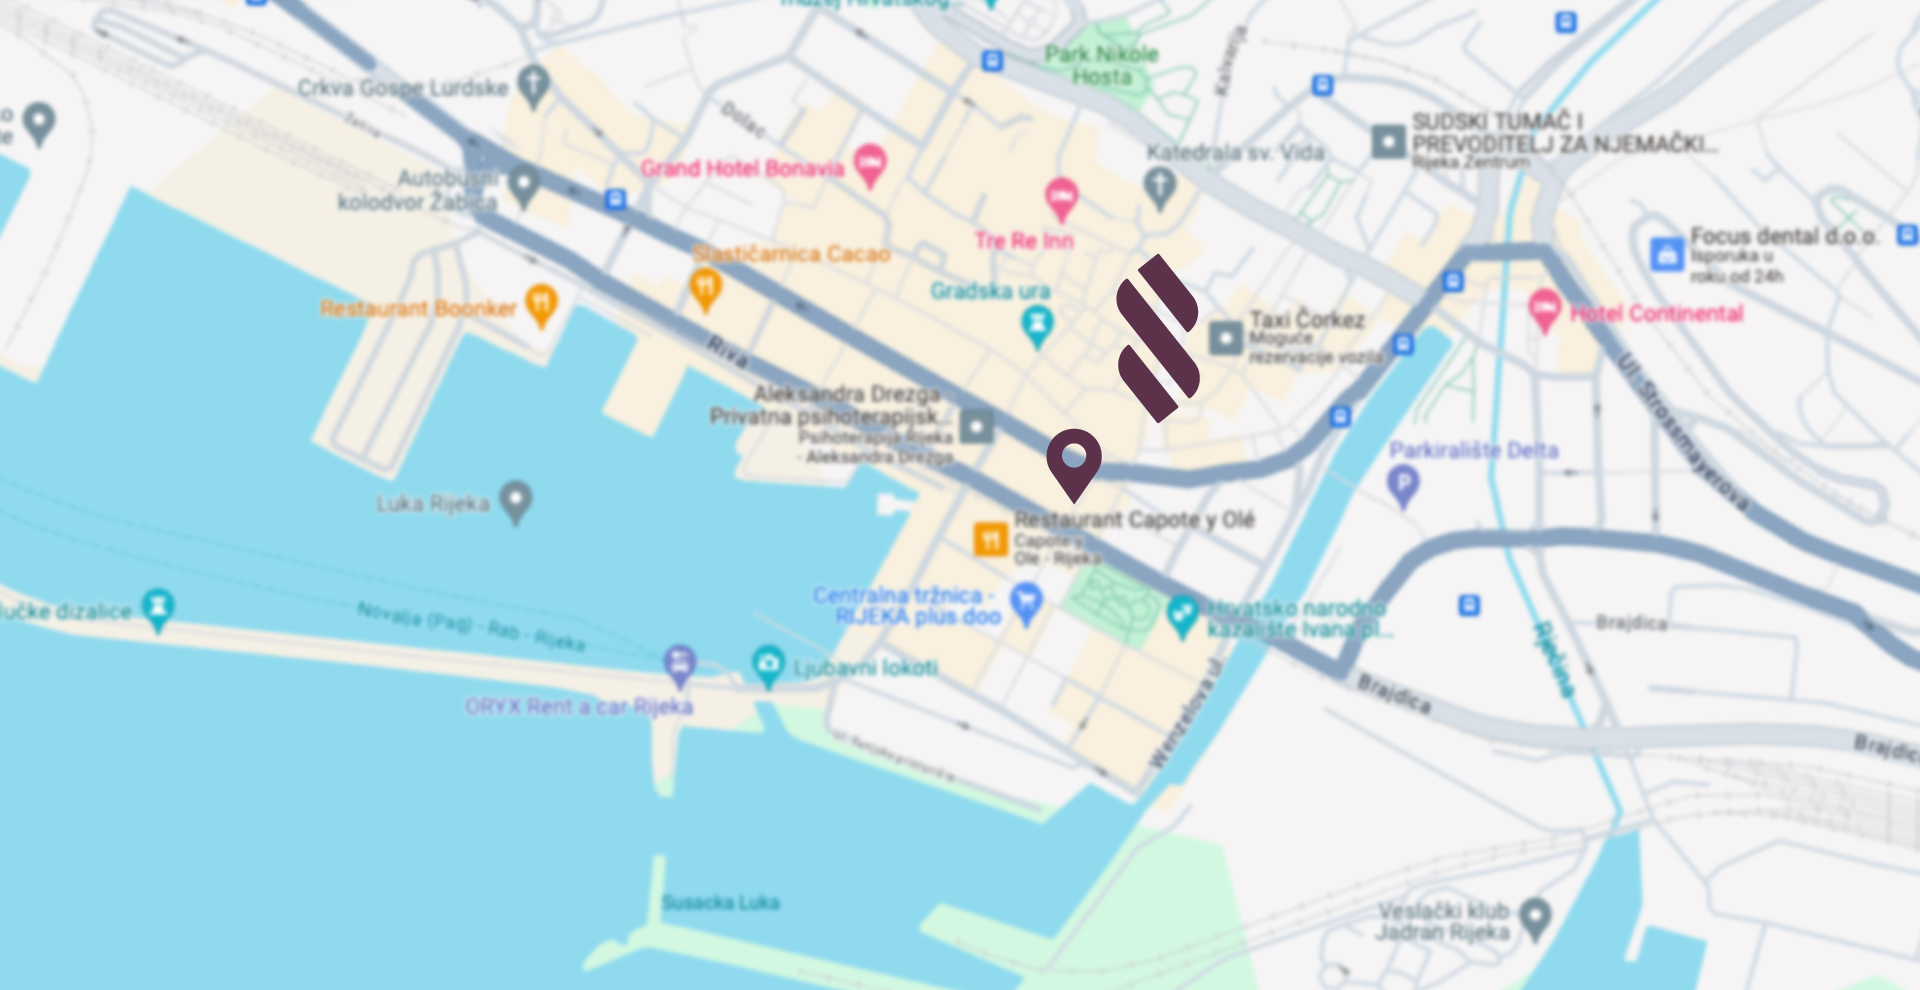 Park Nikole
Hosta
Kalvarija
Crkva Gospe Lurdske
Žabica
Dolac
SUDSKI TUMAČ I
PREVODITELJ ZA NJEMAČKI...
Rijeka Zentrum
Katedrala sv. Vida
Grand Hotel Bonavia
Autobusni
kolodvor Žabica
Tre Re Inn
Focus dental d.o.o.
Isporuka u
roku od 24h
Slastičarnica Cacao
Gradska ura
Restaurant Boonker
Hotel Continental
Taxi Čorkez
Moguće
rezervacije vozila
Riva
Ul. Strossmayerova
Aleksandra Drezga
Privatna psihoterapijsk...
Psihoterapija Rijeka
- Aleksandra Drezga
Parkiralište Delta
P
Luka Rijeka
Restaurant Capote y Olé
Capote y
Ole - Rijeka
Centralna tržnica -
RIJEKA plus doo
Hrvatsko narodno
kazalište Ivana pl...
lučke dizalice
Novalja (Pag) - Rab - Rijeka
Brajdica
Rječina
Ljubavni lokoti
ORYX Rent a car Rijeka
Wenzelova ul
Brajdica
Brajdic
Susacka Luka
Veslački klub
Jadran Rijeka